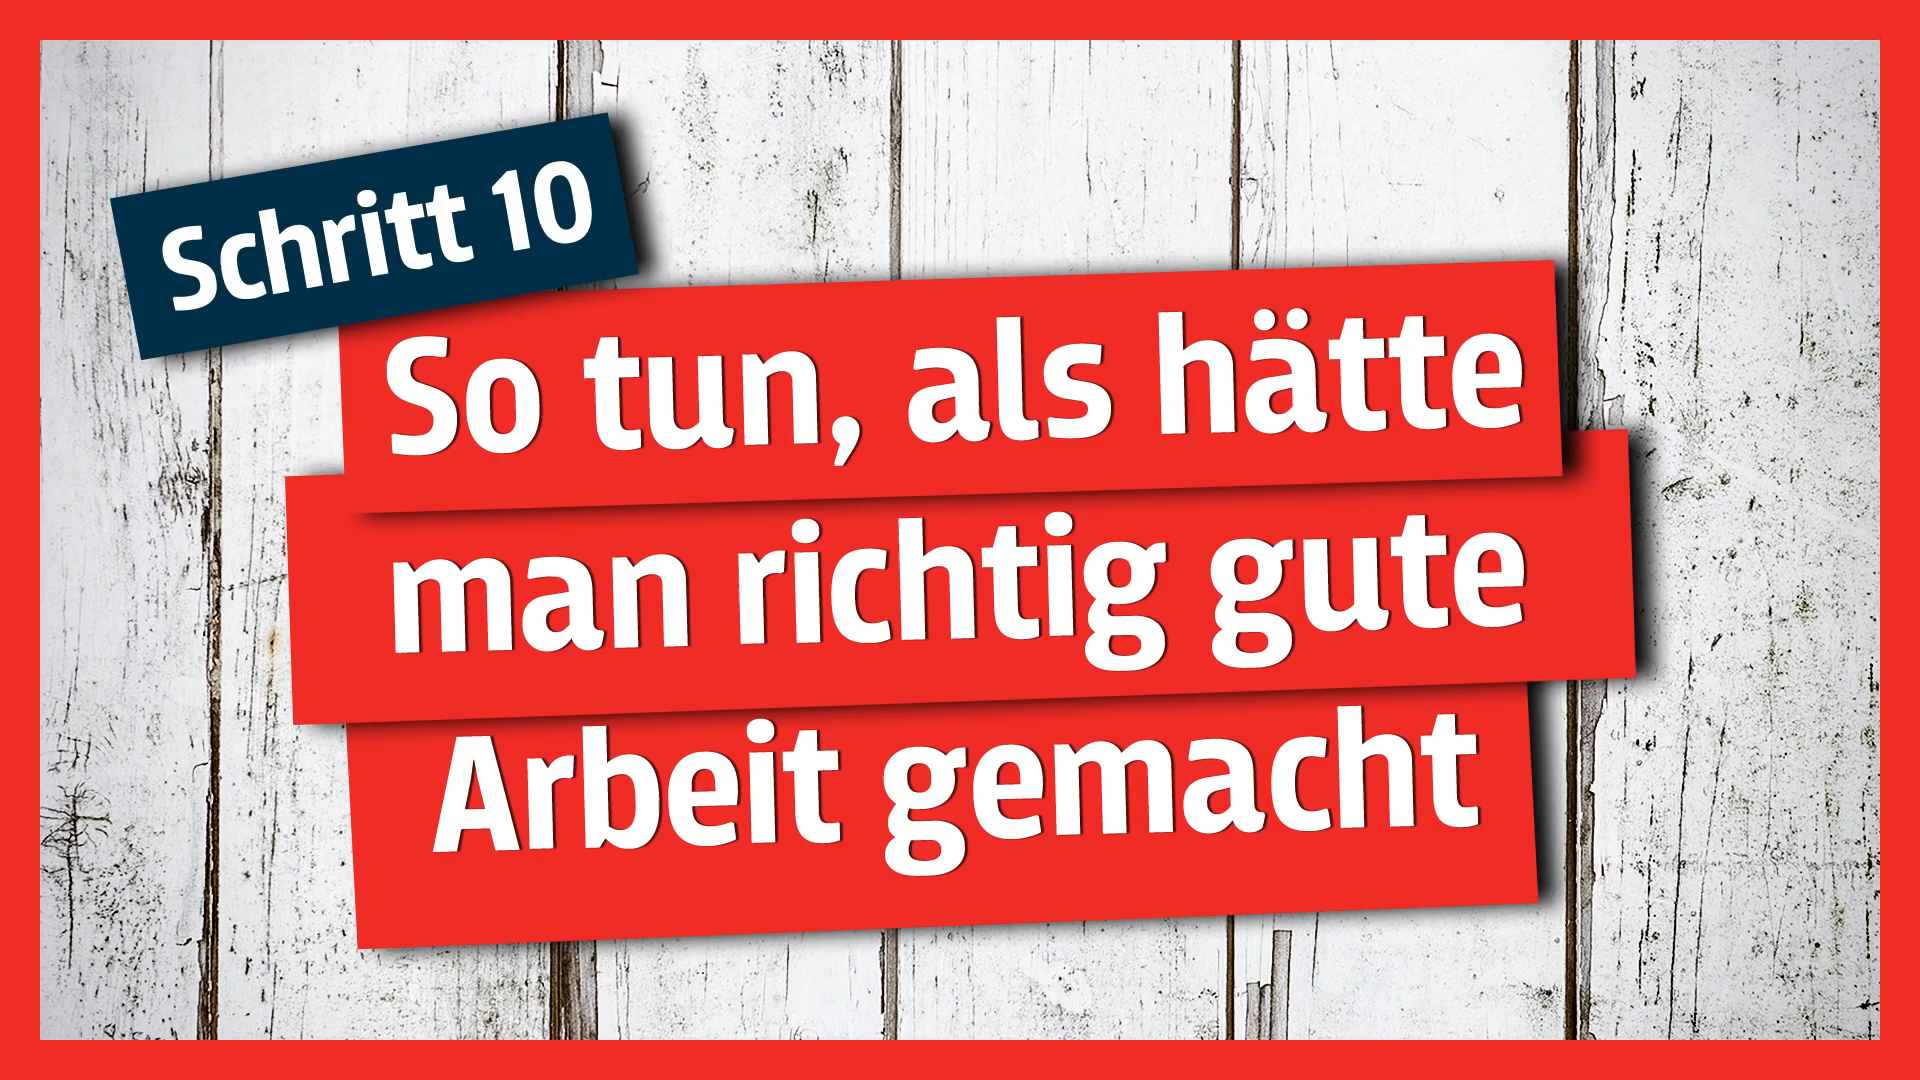 Schritt 10
So tun, als hätte
man richtig gute
Arbeit gemacht